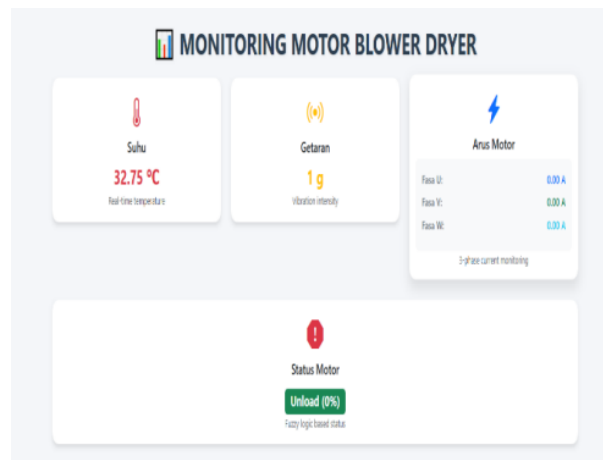 MONITORING MOTOR BLOWER DRYER
Suhu
32.75 °C
Real-time temperature
Getaran
1 g
Vibration intensity
Arus Motor
Fasa U: 0.00 A
Fasa V: 0.00 A
Fasa W: 0.00 A
3-phase current monitoring
Status Motor
Unload (0%)
Fuzzy logic based status